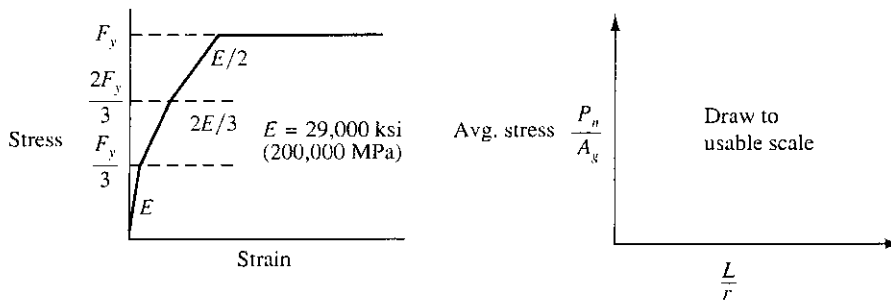 F_y
E/2
2F_y
3
2E/3
E = 29,000 ksi
(200,000 MPa)
Stress
F_y
3
E
Strain
Avg. stress P_n
A_g
Draw to
usable scale
L
r